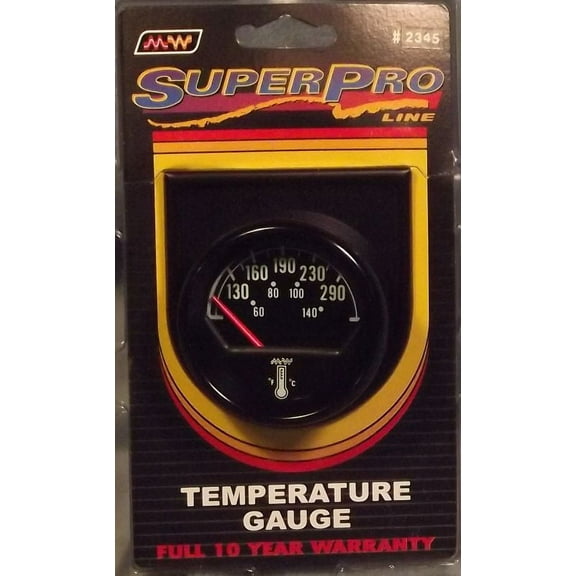 MW
# 2345
SUPERPRO
LINE
130 160 190 230 290
60 80 100 140
°F °C
TEMPERATURE
GAUGE
FULL 10 YEAR WARRANTY